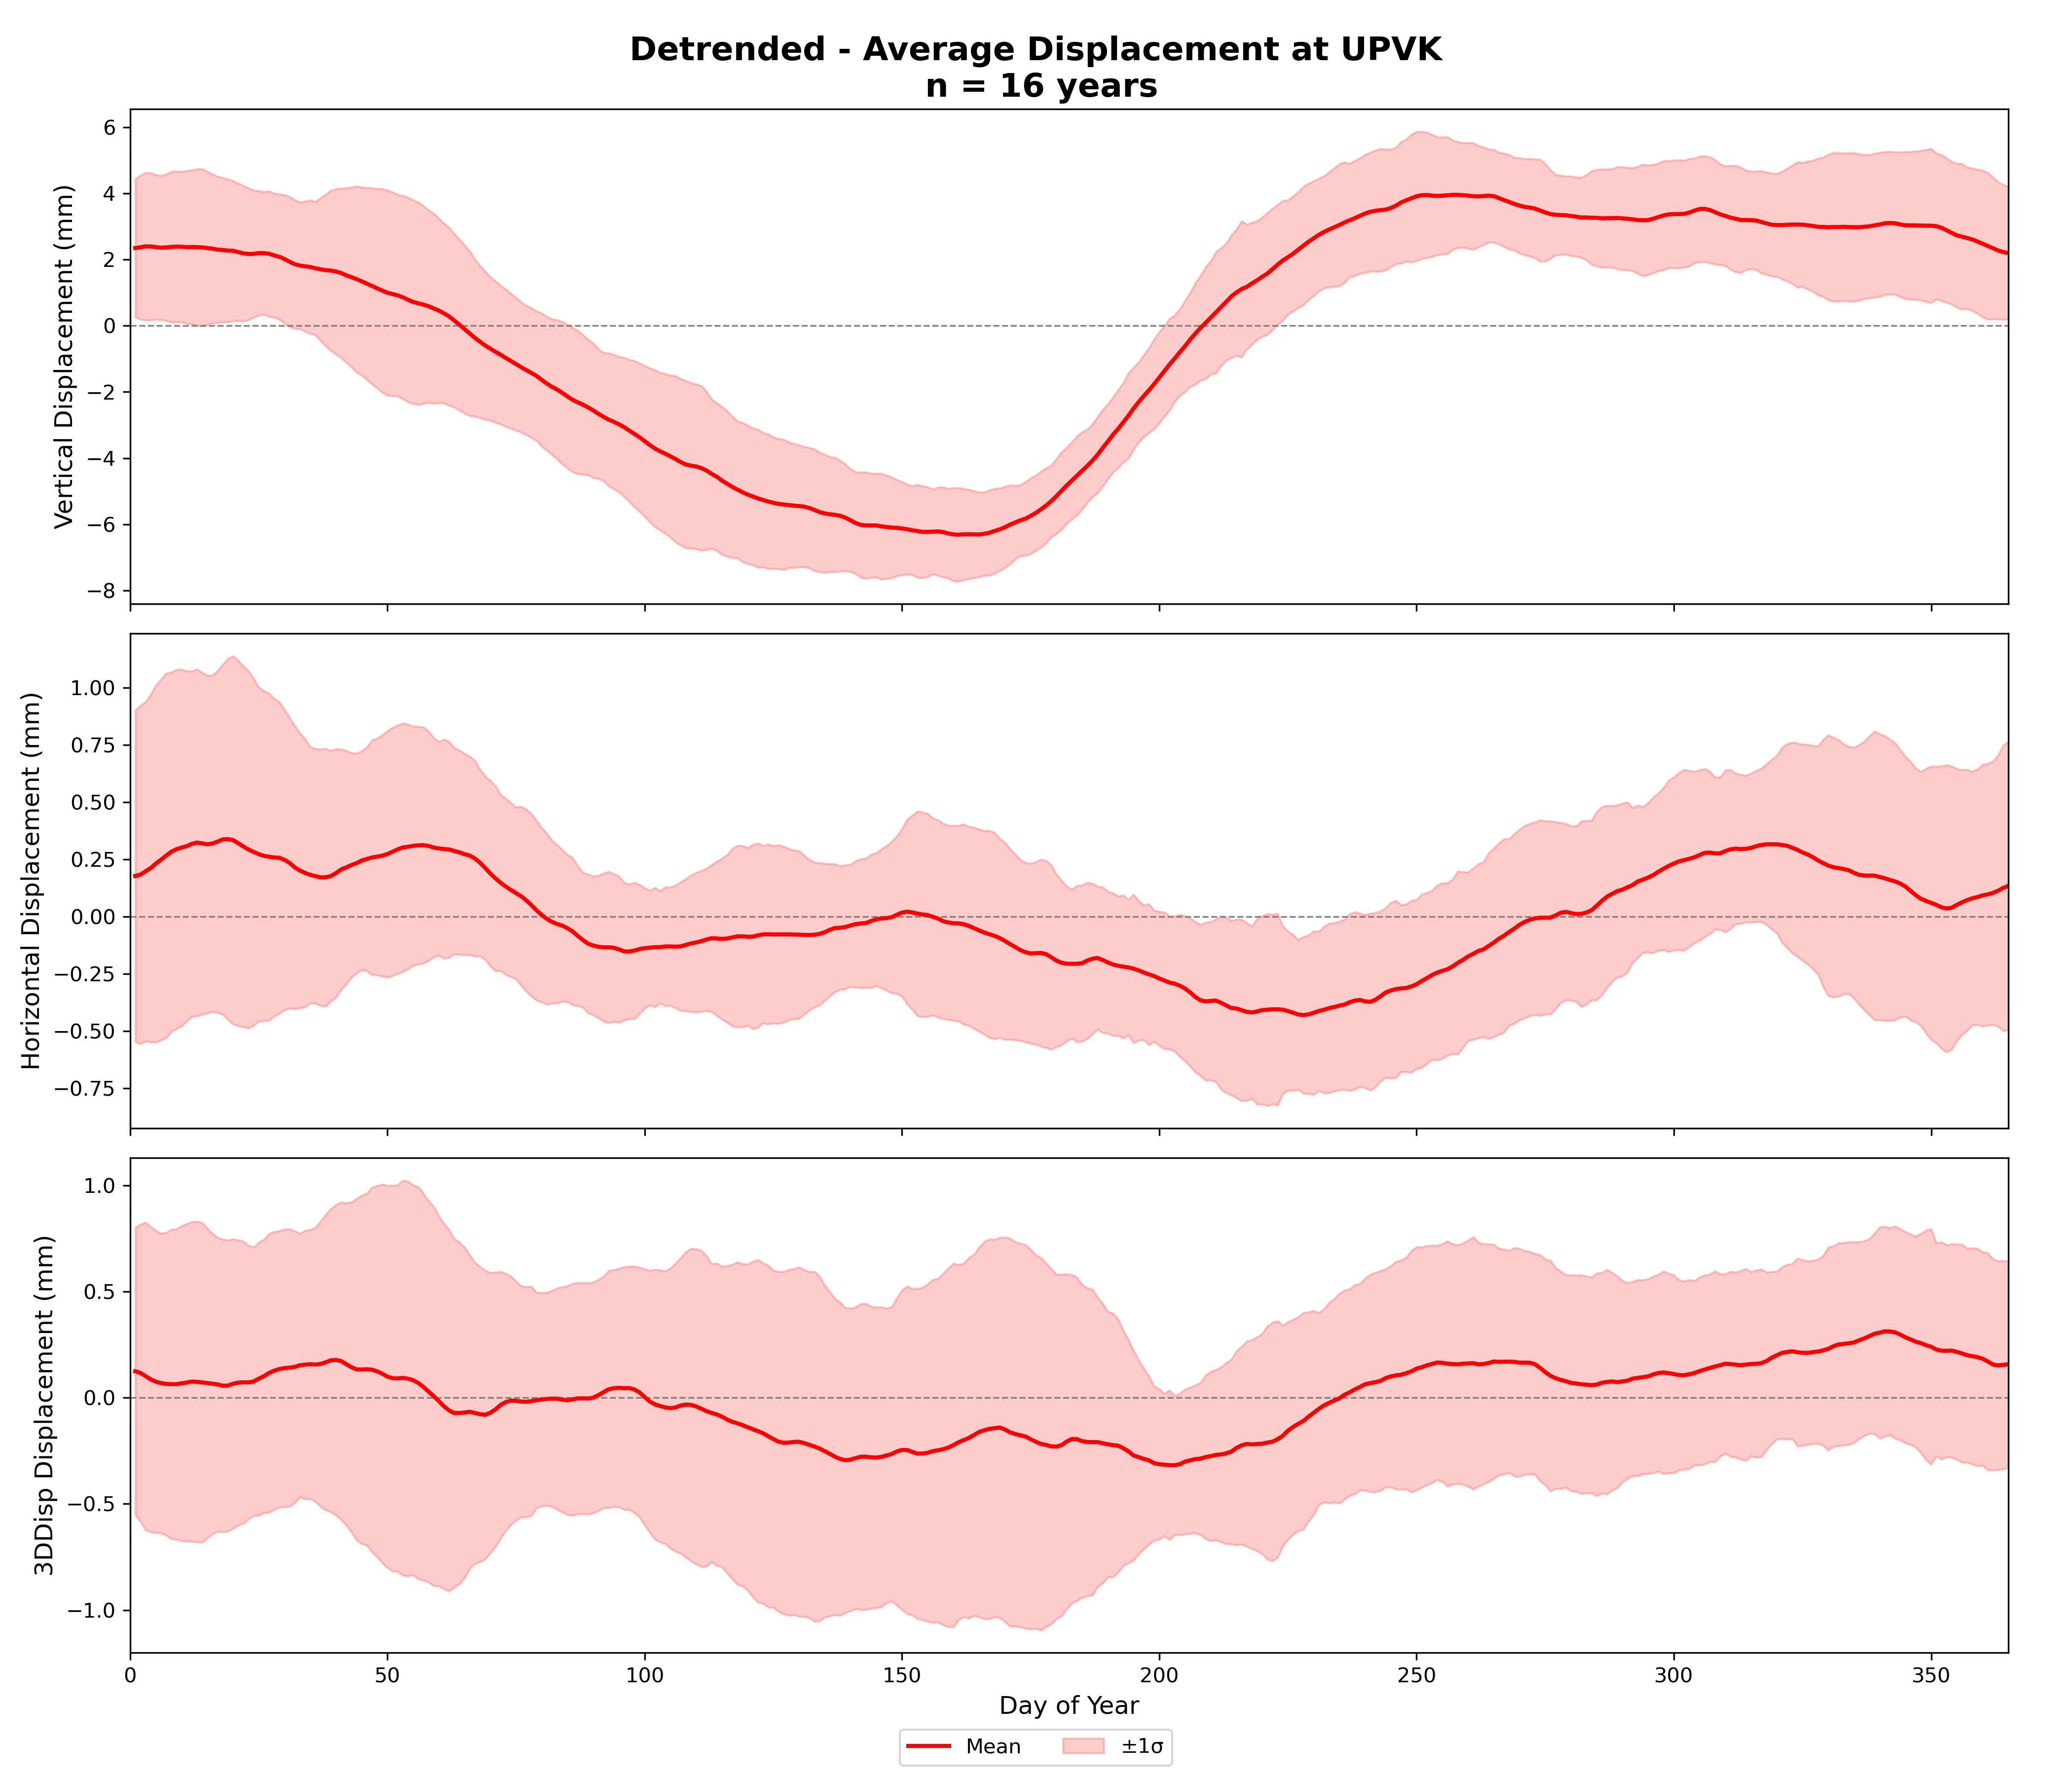 Detrended - Average Displacement at UPVK
n = 16 years
Vertical Displacement (mm)
6
4
2
0
−2
−4
−6
−8
Horizontal Displacement (mm)
1.00
0.75
0.50
0.25
0.00
−0.25
−0.50
−0.75
3DDisp Displacement (mm)
1.0
0.5
0.0
−0.5
−1.0
0 50 100 150 200 250 300 350
Day of Year
Mean ±1σ